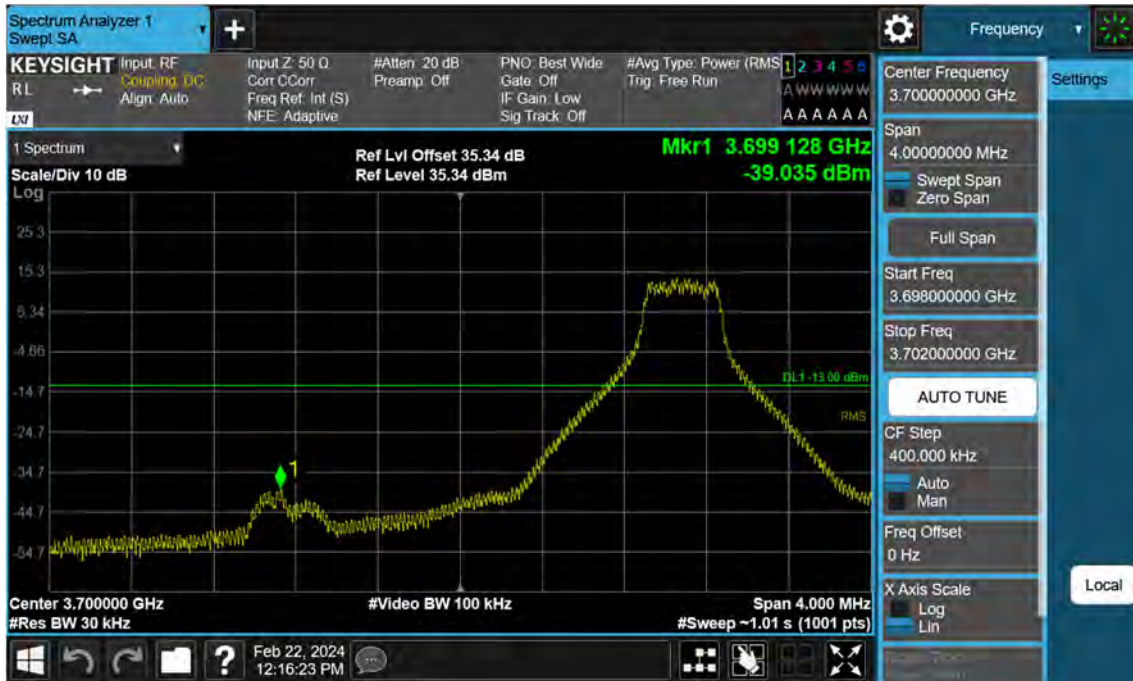 Spectrum Analyzer 1
Swept SA
+
Frequency
KEYSIGHT
RL
LXI
Input: RF
Coupling: DC
Align: Auto
Input Z: 50 Ω
Corr CCorr
Freq Ref: Int (S)
NFE: Adaptive
#Atten: 20 dB
Preamp: Off
PNO: Best Wide
Gate: Off
IF Gain: Low
Sig Track: Off
#Avg Type: Power (RMS
Trig: Free Run
1 2 3 4 5 6
A W W W W W
A A A A A A
1 Spectrum
Scale/Div 10 dB
Ref Lvl Offset 35.34 dB
Ref Level 35.34 dBm
Mkr1 3.699 128 GHz
-39.035 dBm
Log
25.3
15.3
5.34
-4.66
-14.7
-24.7
-34.7
-44.7
-54.7
DL1 -13.00 dBm
RMS
1
Center 3.700000 GHz
#Res BW 30 kHz
#Video BW 100 kHz
Span 4.000 MHz
#Sweep ~1.01 s (1001 pts)
Center Frequency
3.700000000 GHz
Span
4.00000000 MHz
Swept Span
Zero Span
Full Span
Start Freq
3.698000000 GHz
Stop Freq
3.702000000 GHz
AUTO TUNE
CF Step
400.000 kHz
Auto
Man
Freq Offset
0 Hz
X Axis Scale
Log
Lin
Settings
Local
?
Feb 22, 2024
12:16:23 PM